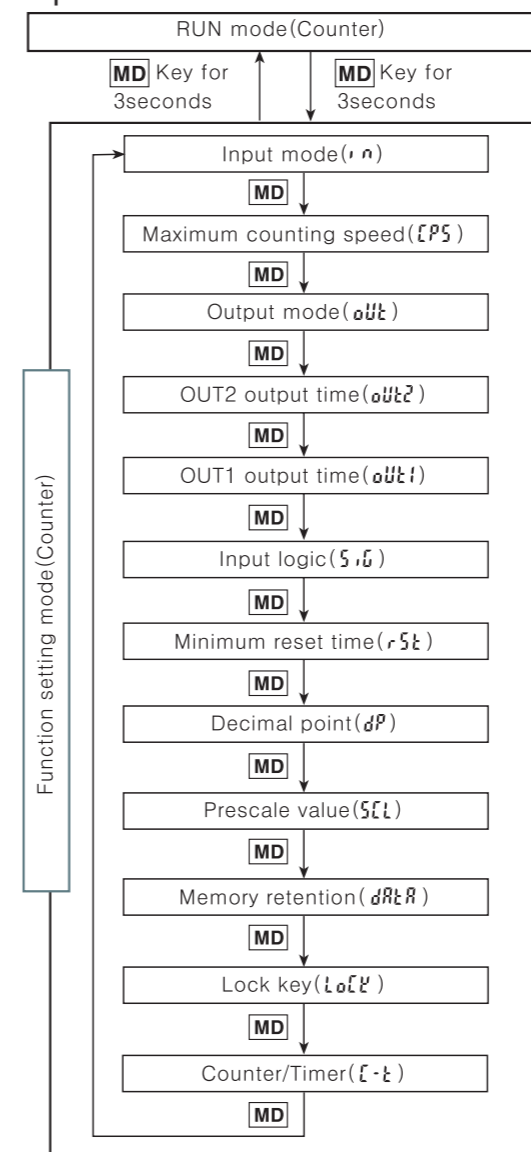 RUN mode(Counter)
MD Key for
3seconds
MD Key for
3seconds
Function setting mode(Counter)
Input mode(in)
MD
Maximum counting speed(CPS)
MD
Output mode(oUt)
MD
OUT2 output time(oUt2)
MD
OUT1 output time(oUt1)
MD
Input logic(SiG)
MD
Minimum reset time(rSt)
MD
Decimal point(dP)
MD
Prescale value(SCL)
MD
Memory retention(dAtA)
MD
Lock key(LoCK)
MD
Counter/Timer(C-t)
MD